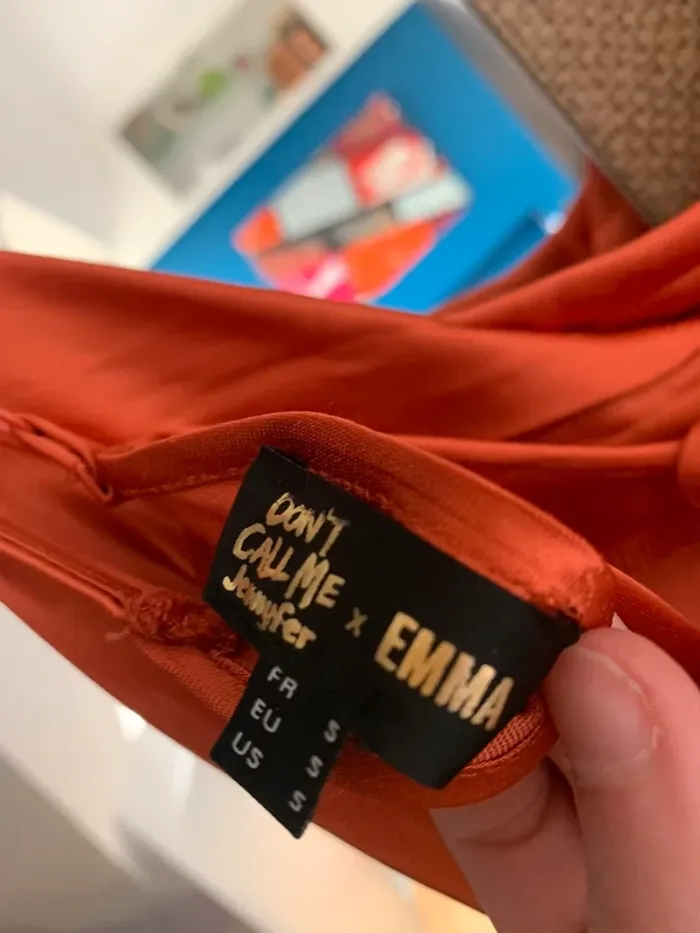 DON'T
CALL ME
Jennyfer
x
EMMA
FR S
EU S
US S